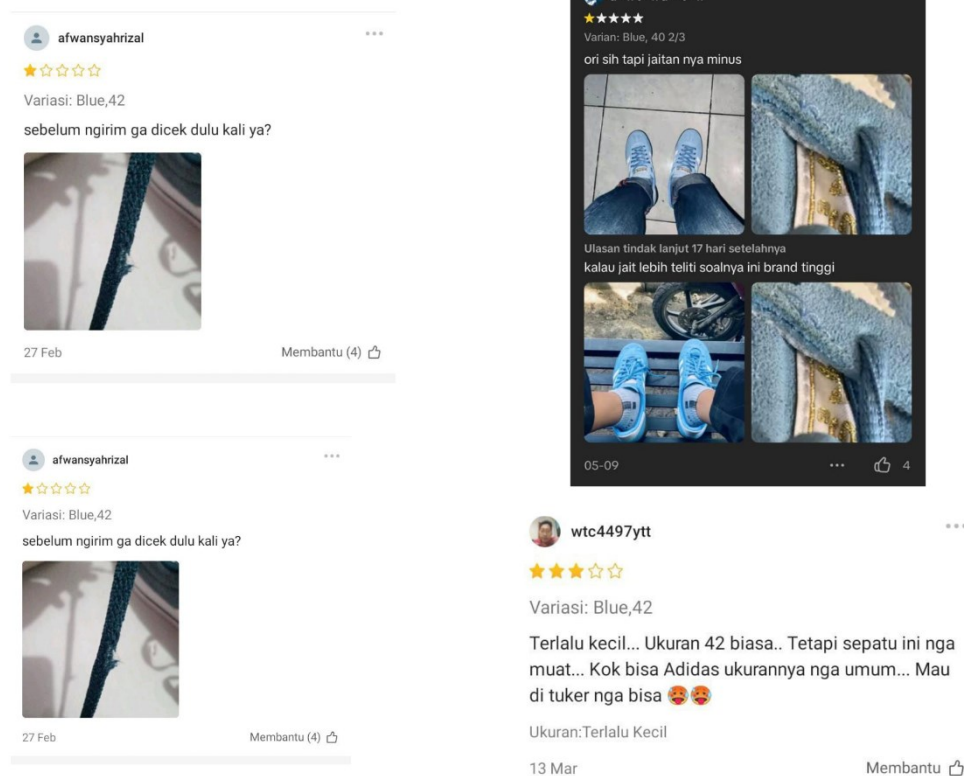 afwansyahrizal
Variasi: Blue,42
sebelum ngirim ga dicek dulu kali ya?
27 Feb
Membantu (4)
afwansyahrizal
Variasi: Blue,42
sebelum ngirim ga dicek dulu kali ya?
27 Feb
Membantu (4)
Varian: Blue, 40 2/3
ori sih tapi jaitan nya minus
Ulasan tindak lanjut 17 hari setelahnya
kalau jait lebih teliti soalnya ini brand tinggi
05-09
4
wtc4497ytt
Variasi: Blue,42
Terlalu kecil... Ukuran 42 biasa.. Tetapi sepatu ini nga
muat... Kok bisa Adidas ukurannya nga umum... Mau
di tuker nga bisa 🥵🥵
Ukuran:Terlalu Kecil
13 Mar
Membantu